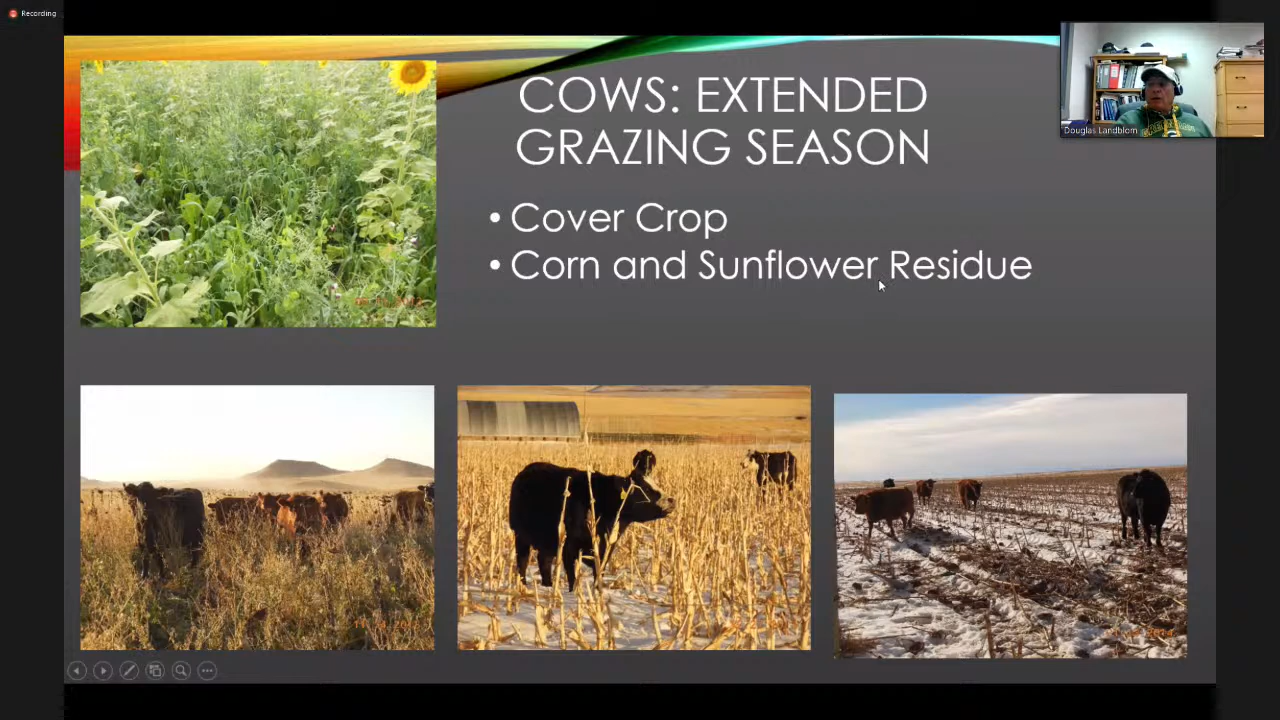 Recording
COWS: EXTENDED
GRAZING SEASON
Douglas Landblom
• Cover Crop
• Corn and Sunflower Residue